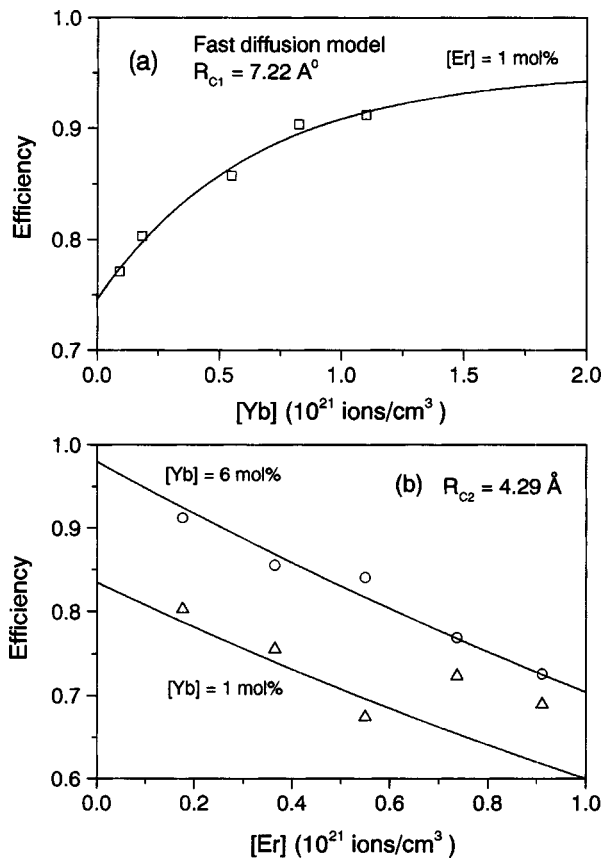 1.0
(a)
Fast diffusion model
R_C1 = 7.22 A⁰
[Er] = 1 mol%
0.9
Efficiency
0.8
0.7
0.0 0.5 1.0 1.5 2.0
[Yb] (10²¹ ions/cm³ )
1.0
[Yb] = 6 mol%
(b) R_C2 = 4.29 Å
0.9
0.8
Efficiency
0.7
[Yb] = 1 mol%
0.6
0.0 0.2 0.4 0.6 0.8 1.0
[Er] (10²¹ ions/cm³ )